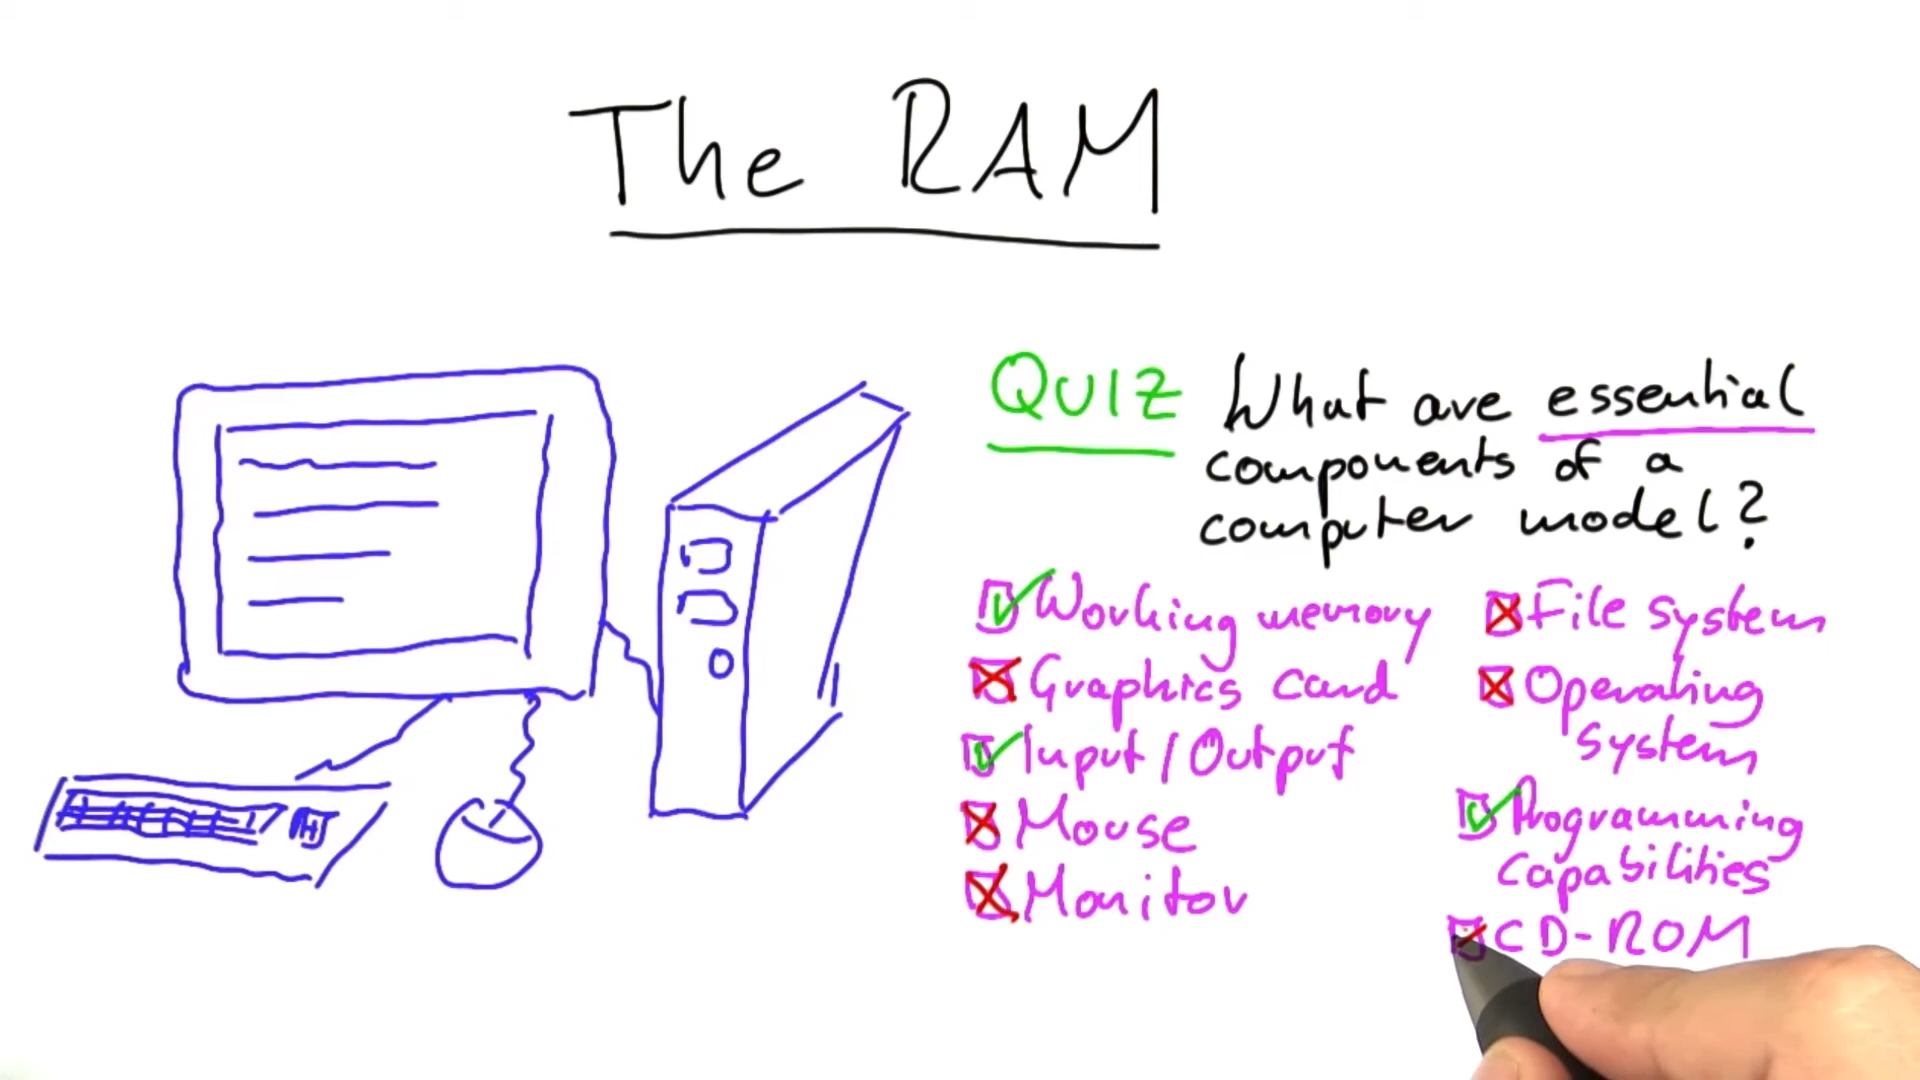 The RAM
QUIZ What are essential
components of a
computer model?
Working memory
Graphics card
Input / Output
Mouse
Monitor
File system
Operating
system
Programming
capabilities
CD-ROM